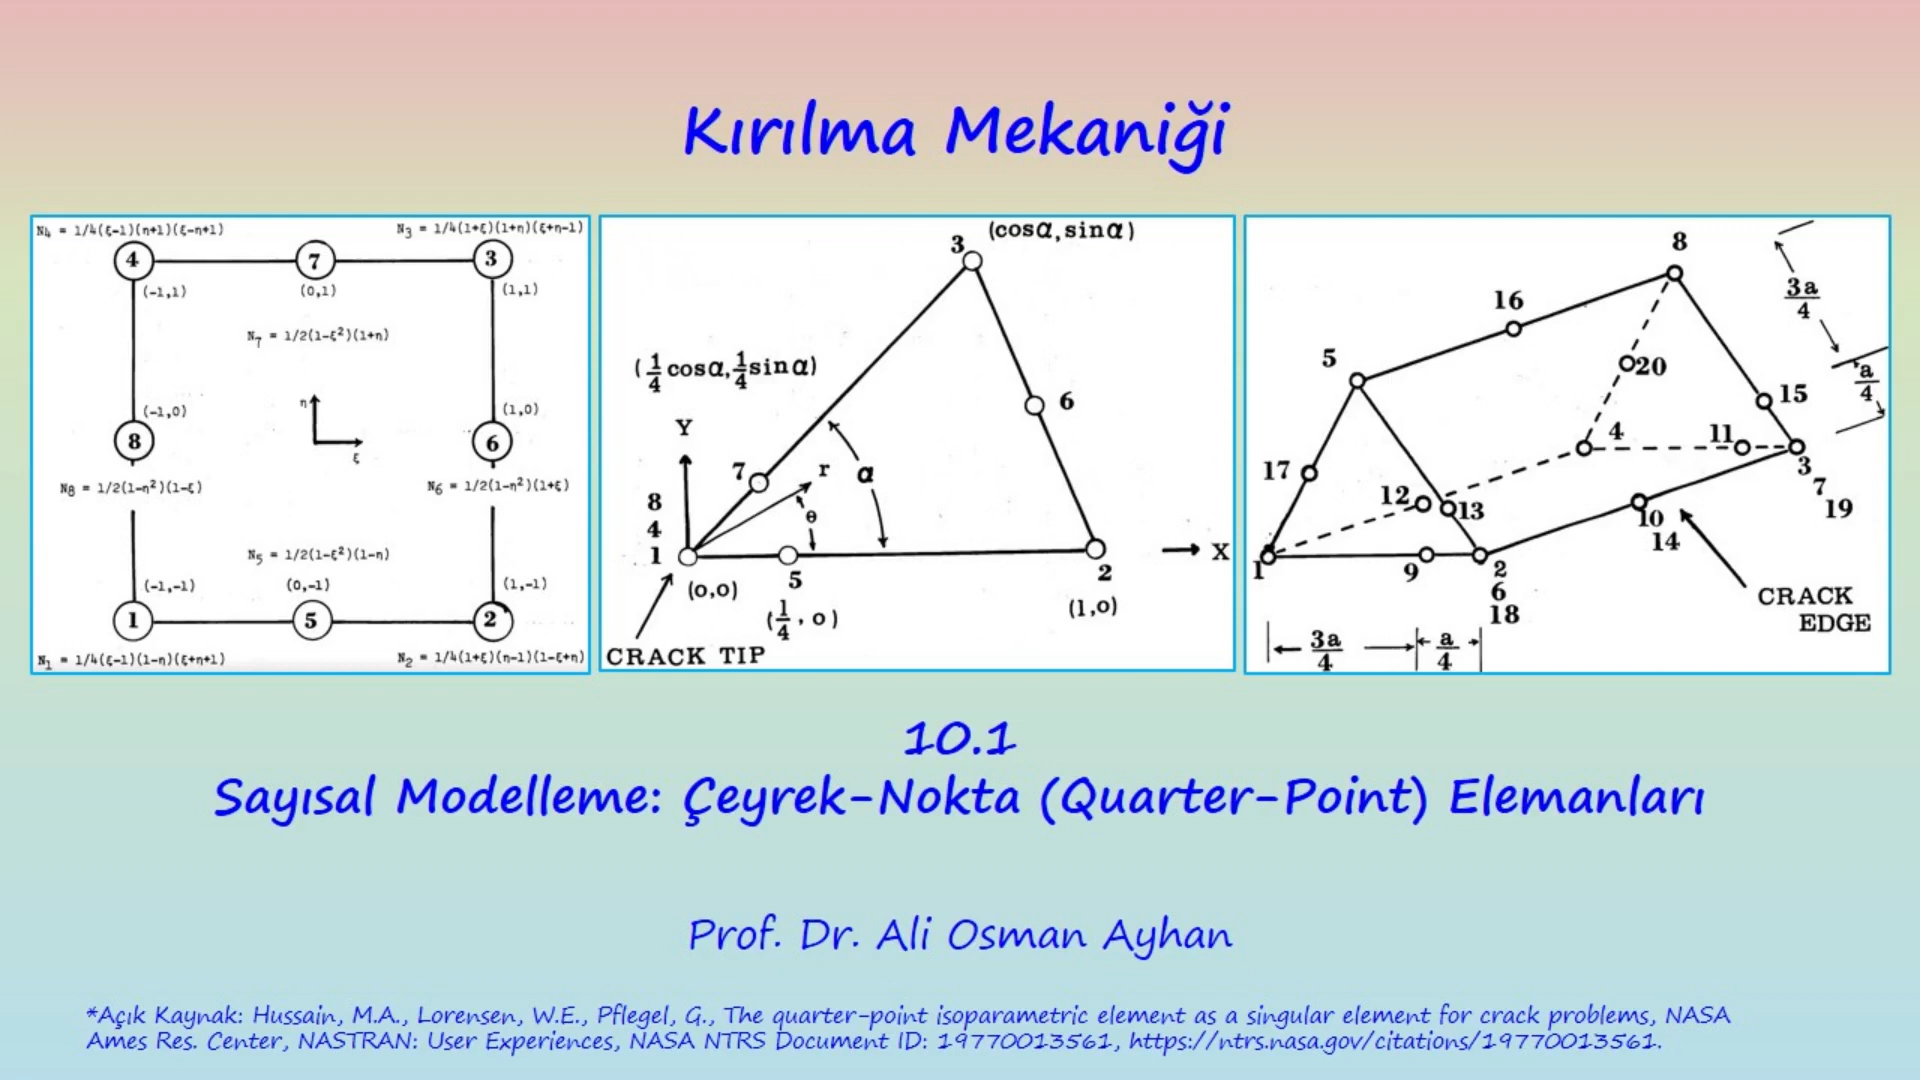 Kırılma Mekaniği
N4 = 1/4(ξ-1)(η+1)(ξ-η+1)
N3 = 1/4(1+ξ)(1+η)(ξ+η-1)
4
7
3
(-1,1)
(0,1)
(1,1)
N7 = 1/2(1-ξ²)(1+η)
(-1,0)
η
(1,0)
8
6
ξ
N8 = 1/2(1-η²)(1-ξ)
N6 = 1/2(1-η²)(1+ξ)
N5 = 1/2(1-ξ²)(1-η)
(-1,-1)
(0,-1)
(1,-1)
1
5
2
N1 = 1/4(ξ-1)(1-η)(ξ+η+1)
N2 = 1/4(1+ξ)(η-1)(1-ξ+η)
(cosα, sinα)
3
(1/4 cosα, 1/4 sinα)
6
Y
7
r
α
8
4
1
θ
X
(0,0)
5
2
(1/4, 0)
(1,0)
CRACK TIP
8
3a/4
16
5
20
a/4
15
4
11
17
12
13
3
7
19
10
14
1
9
2
6
18
CRACK
EDGE
3a/4
a/4
10.1
Sayısal Modelleme: Çeyrek-Nokta (Quarter-Point) Elemanları
Prof. Dr. Ali Osman Ayhan
*Açık Kaynak: Hussain, M.A., Lorensen, W.E., Pflegel, G., The quarter-point isoparametric element as a singular element for crack problems, NASA
Ames Res. Center, NASTRAN: User Experiences, NASA NTRS Document ID: 19770013561, https://ntrs.nasa.gov/citations/19770013561.